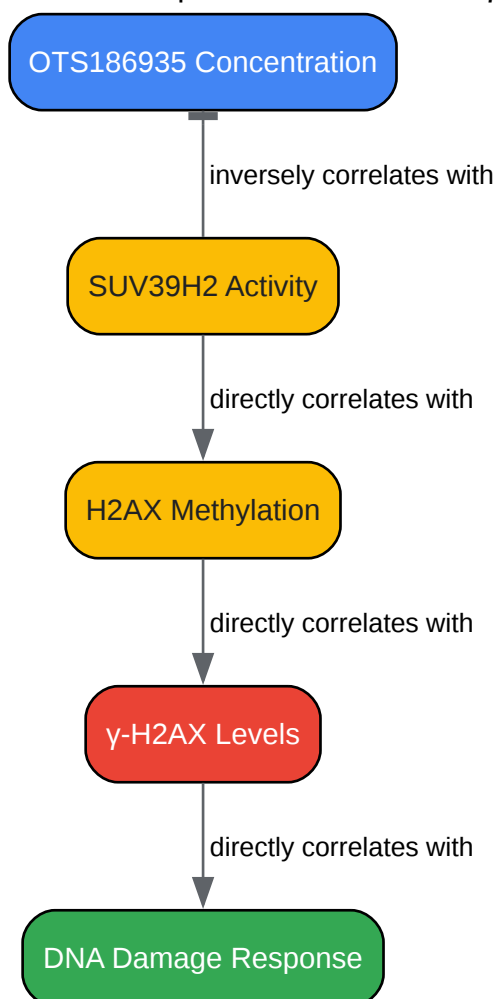 OTS186935 Concentration
inversely correlates with
SUV39H2 Activity
directly correlates with
H2AX Methylation
directly correlates with
γ-H2AX Levels
directly correlates with
DNA Damage Response